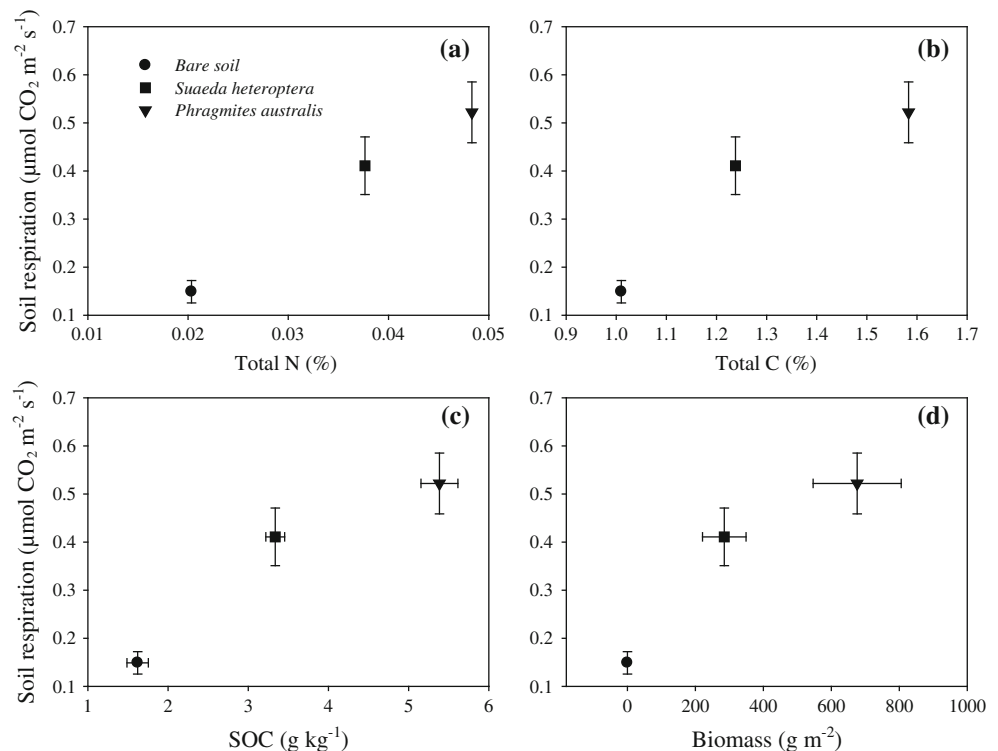 Soil respiration (µmol CO₂ m⁻² s⁻¹)
0.7
0.6
0.5
0.4
0.3
0.2
0.1
(a)
Bare soil
Suaeda heteroptera
Phragmites australis
0.01 0.02 0.03 0.04 0.05
Total N (%)
0.7
0.6
0.5
0.4
0.3
0.2
0.1
(b)
0.9 1.0 1.1 1.2 1.3 1.4 1.5 1.6 1.7
Total C (%)
Soil respiration (µmol CO₂ m⁻² s⁻¹)
0.7
0.6
0.5
0.4
0.3
0.2
0.1
(c)
1 2 3 4 5 6
SOC (g kg⁻¹)
0.7
0.6
0.5
0.4
0.3
0.2
0.1
(d)
0 200 400 600 800 1000
Biomass (g m⁻²)